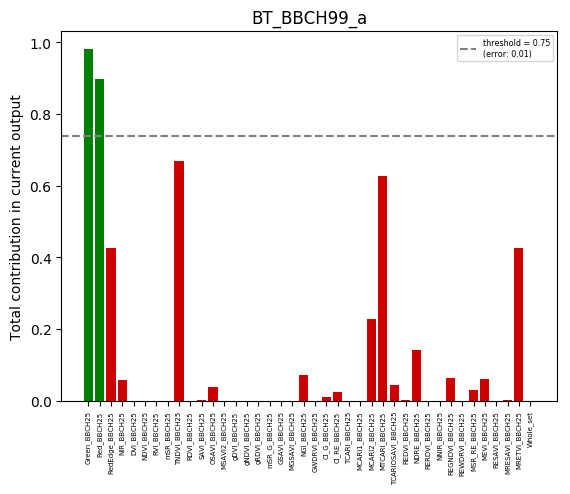 BT_BBCH99_a
threshold = 0.75
(error: 0.01)
Total contribution in current output
1.0
0.8
0.6
0.4
0.2
0.0
Green_BBCH25
Red_BBCH25
RedEdge_BBCH25
NIR_BBCH25
DVI_BBCH25
NDVI_BBCH25
RVI_BBCH25
mSR_BBCH25
TNDVI_BBCH25
RDVI_BBCH25
SAVI_BBCH25
OSAVI_BBCH25
MSAVI2_BBCH25
gDVI_BBCH25
gNDVI_BBCH25
gRDVI_BBCH25
mSR_G_BBCH25
GSAVI_BBCH25
MGSAVI_BBCH25
NGI_BBCH25
GWDRVI_BBCH25
CI_G_BBCH25
CI_RE_BBCH25
TCARI_BBCH25
MCARI1_BBCH25
MCARI2_BBCH25
MTCARI_BBCH25
TCARIOSAVI_BBCH25
REDVI_BBCH25
NDRE_BBCH25
RERDVI_BBCH25
NNIR_BBCH25
REGNDVI_BBCH25
REWDRVI_BBCH25
MSR_RE_BBCH25
MEVI_BBCH25
RESAVI_BBCH25
MRESAVI_BBCH25
MRETVI_BBCH25
Whole_set